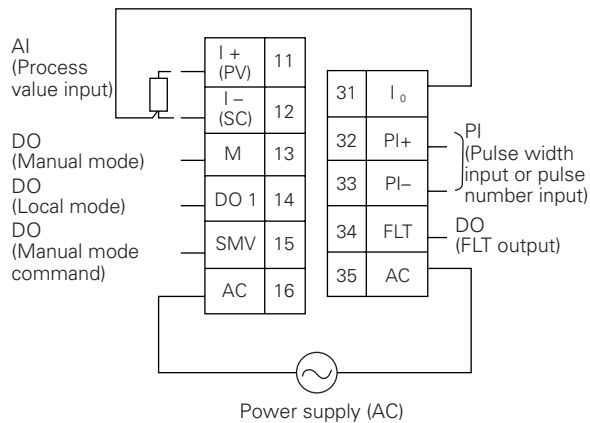 AI
(Process
value input)
I +
(PV)
11
I –
(SC)
12
DO
(Manual mode)
M
13
DO
(Local mode)
DO 1
14
DO
(Manual mode
command)
SMV
15
AC
16
31
I 0
32
PI+
33
PI–
PI
(Pulse width
input or pulse
number input)
34
FLT
DO
(FLT output)
35
AC
Power supply (AC)